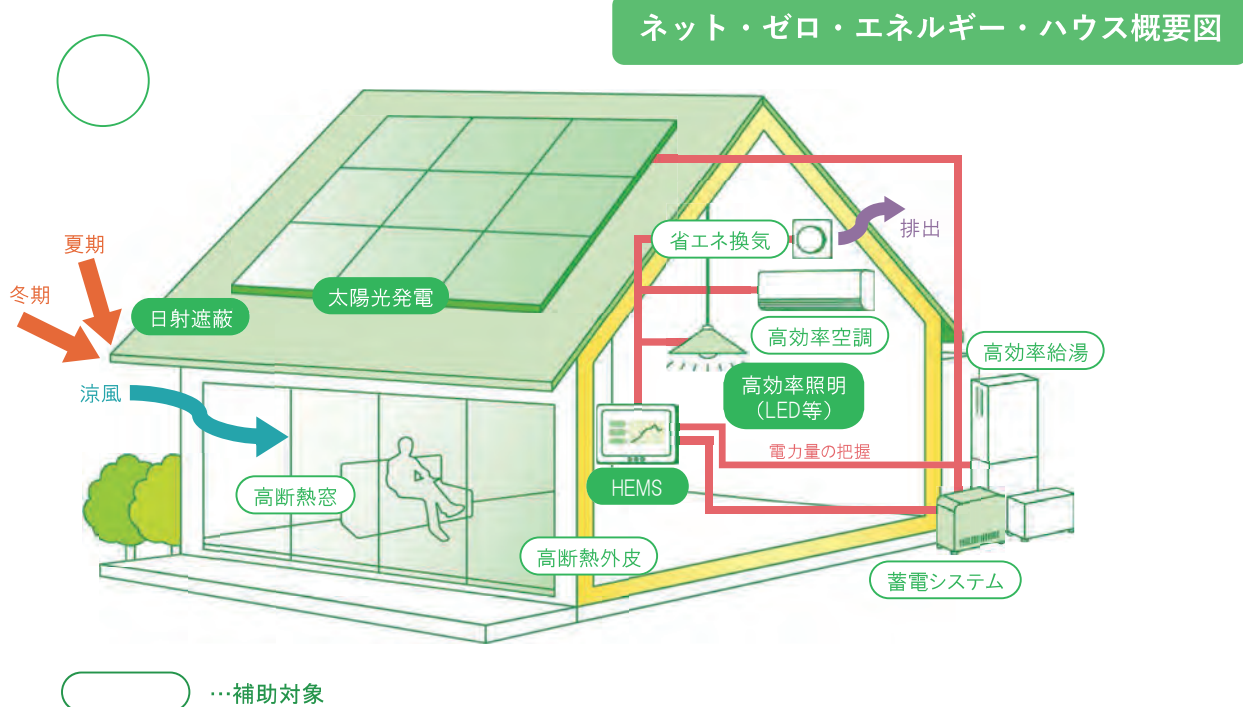 ネット・ゼロ・エネルギー・ハウス概要図
夏期
冬期
日射遮蔽
太陽光発電
省エネ換気
排出
高効率空調
高効率給湯
高効率照明
（LED等）
涼風
電力量の把握
HEMS
高断熱窓
高断熱外皮
蓄電システム
…補助対象